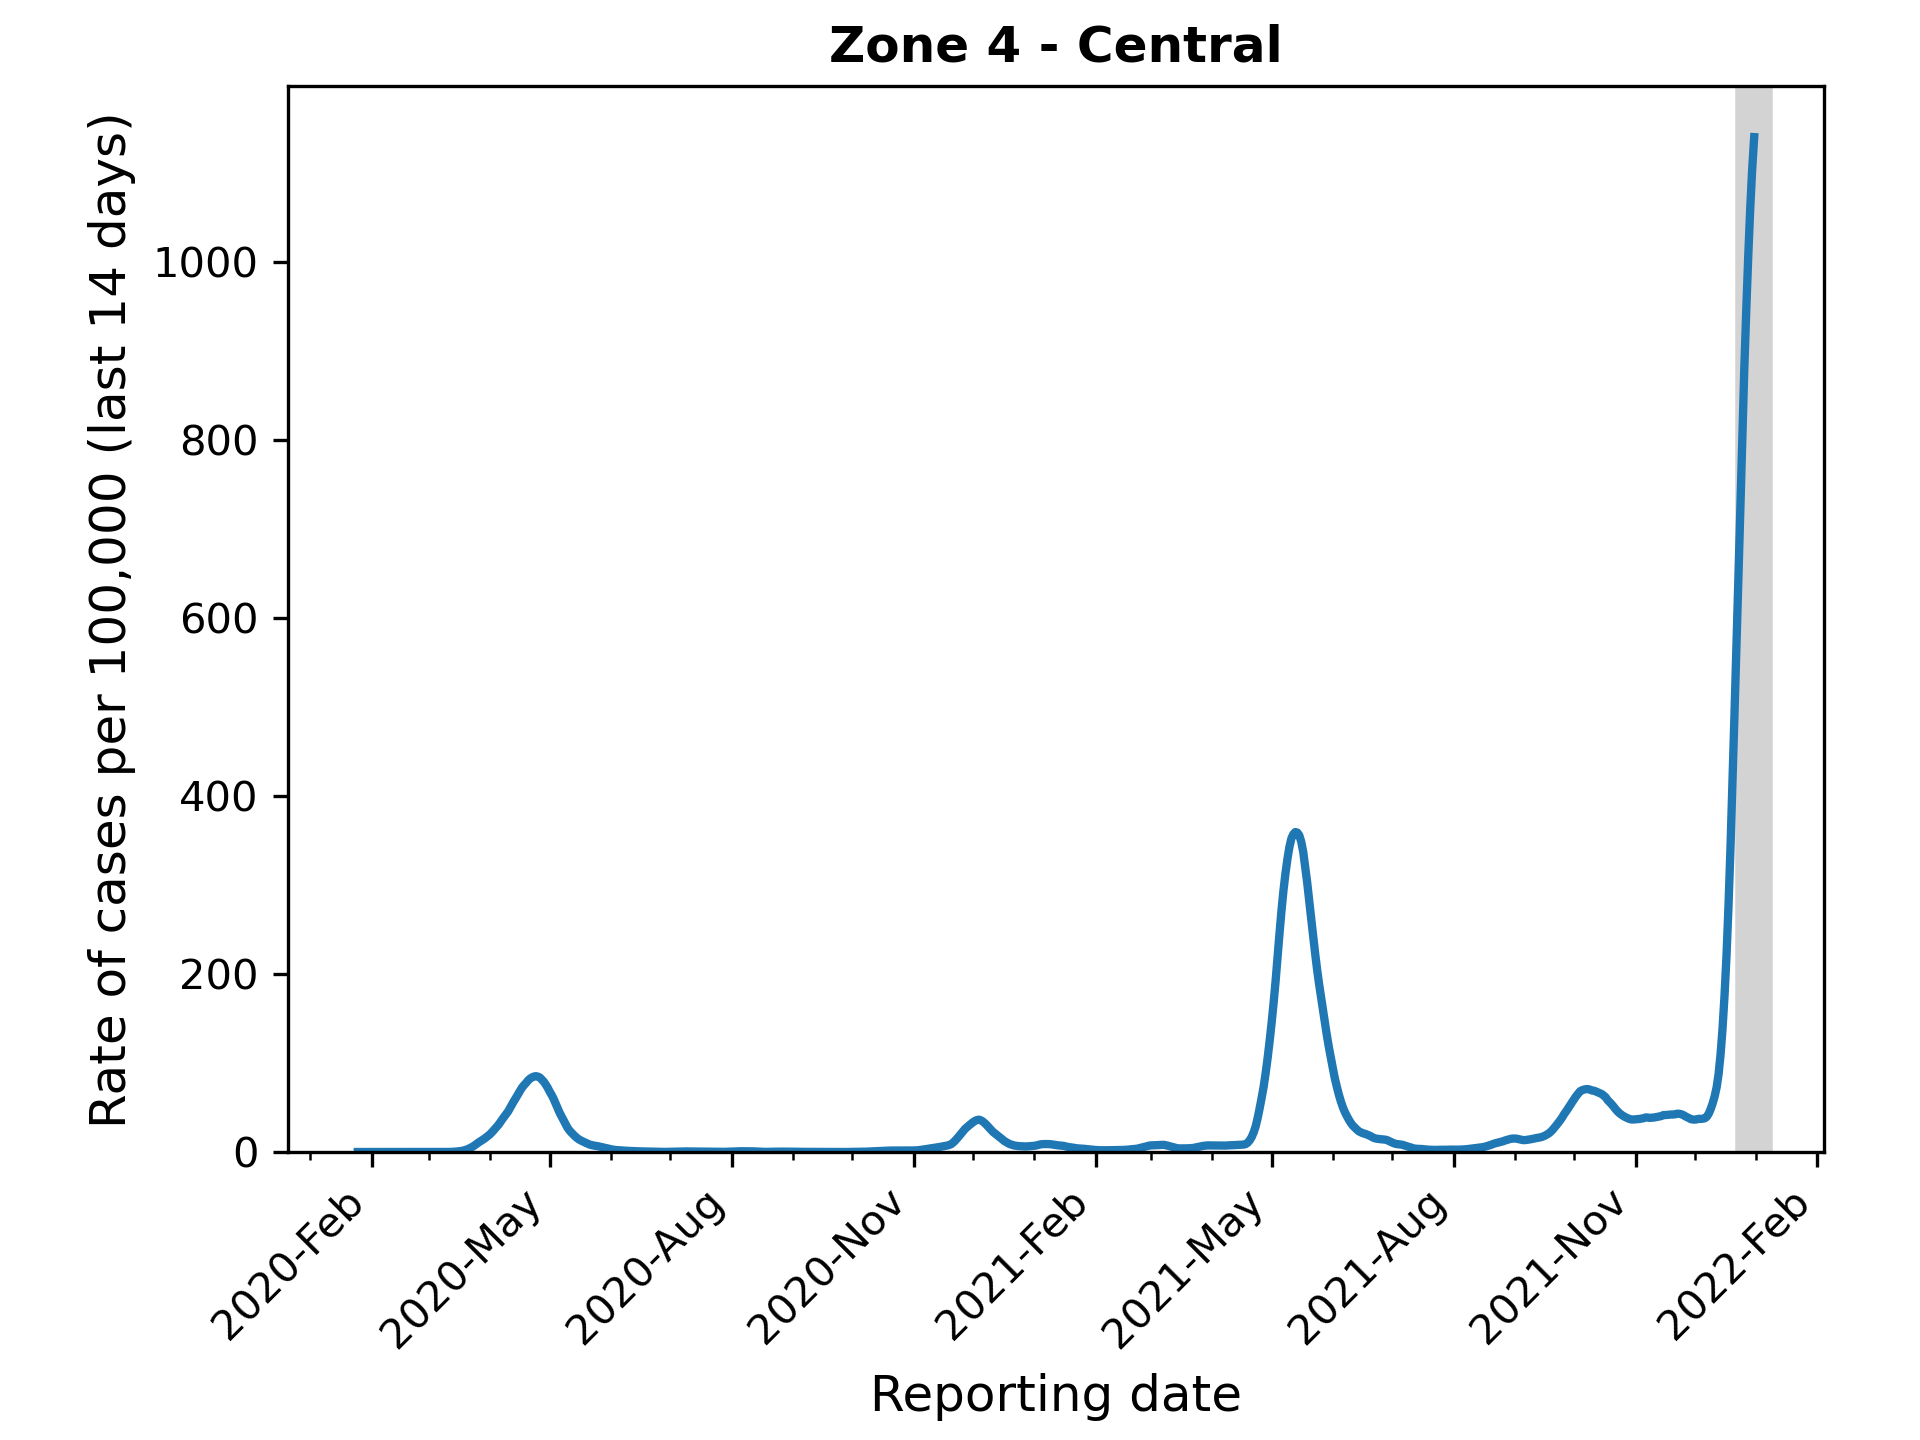 Zone 4 - Central
Rate of cases per 100,000 (last 14 days)
1000
800
600
400
200
0
2020-Feb
2020-May
2020-Aug
2020-Nov
2021-Feb
2021-May
2021-Aug
2021-Nov
2022-Feb
Reporting date